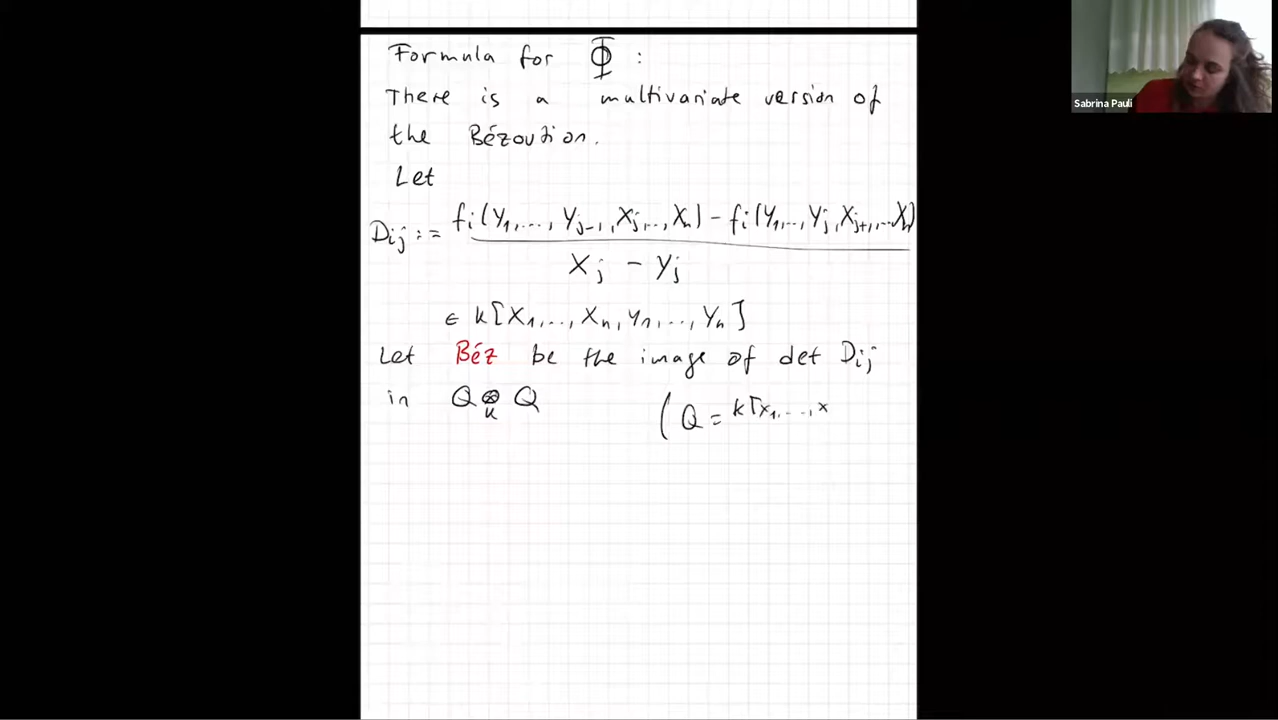 Formula for Φ :
There is a multivariate version of
the Bézoution.
Let
Dij := fi(Y1,..., Yj-1, Xj,.., Xn) - fi(Y1,..., Yj, Xj+1,... Xn) / Xj - Yj
∈ k[X1,..., Xn, Y1,..., Yn]
Let Béz be the image of det Dij
in Q ⊗k Q (Q = k[x1,...,x
Sabrina Pauli